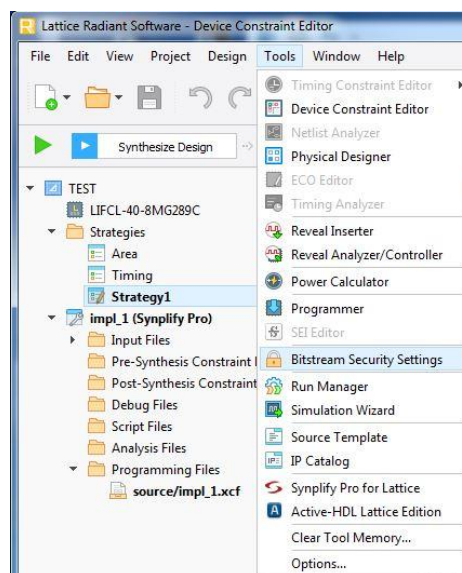 Lattice Radiant Software - Device Constraint Editor
File Edit View Project Design Tools Window Help
Synthesize Design
TEST
LIFCL-40-8MG289C
Strategies
Area
Timing
Strategy1
impl_1 (Synplify Pro)
Input Files
Pre-Synthesis Constraint
Post-Synthesis Constraint
Debug Files
Script Files
Analysis Files
Programming Files
source/impl_1.xcf
Timing Constraint Editor
Device Constraint Editor
Netlist Analyzer
Physical Designer
ECO Editor
Timing Analyzer
Reveal Inserter
Reveal Analyzer/Controller
Power Calculator
Programmer
SEI Editor
Bitstream Security Settings
Run Manager
Simulation Wizard
Source Template
IP Catalog
Synplify Pro for Lattice
Active-HDL Lattice Edition
Clear Tool Memory...
Options...